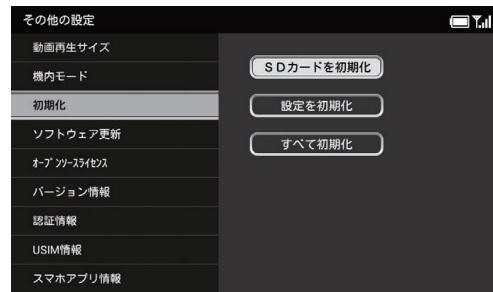 その他の設定
動画再生サイズ
機内モード
初期化
ソフトウェア更新
ｵｰﾌﾟﾝｿｰｽﾗｲｾﾝｽ
バージョン情報
認証情報
USIM情報
スマホアプリ情報
ＳＤカードを初期化
設定を初期化
すべて初期化